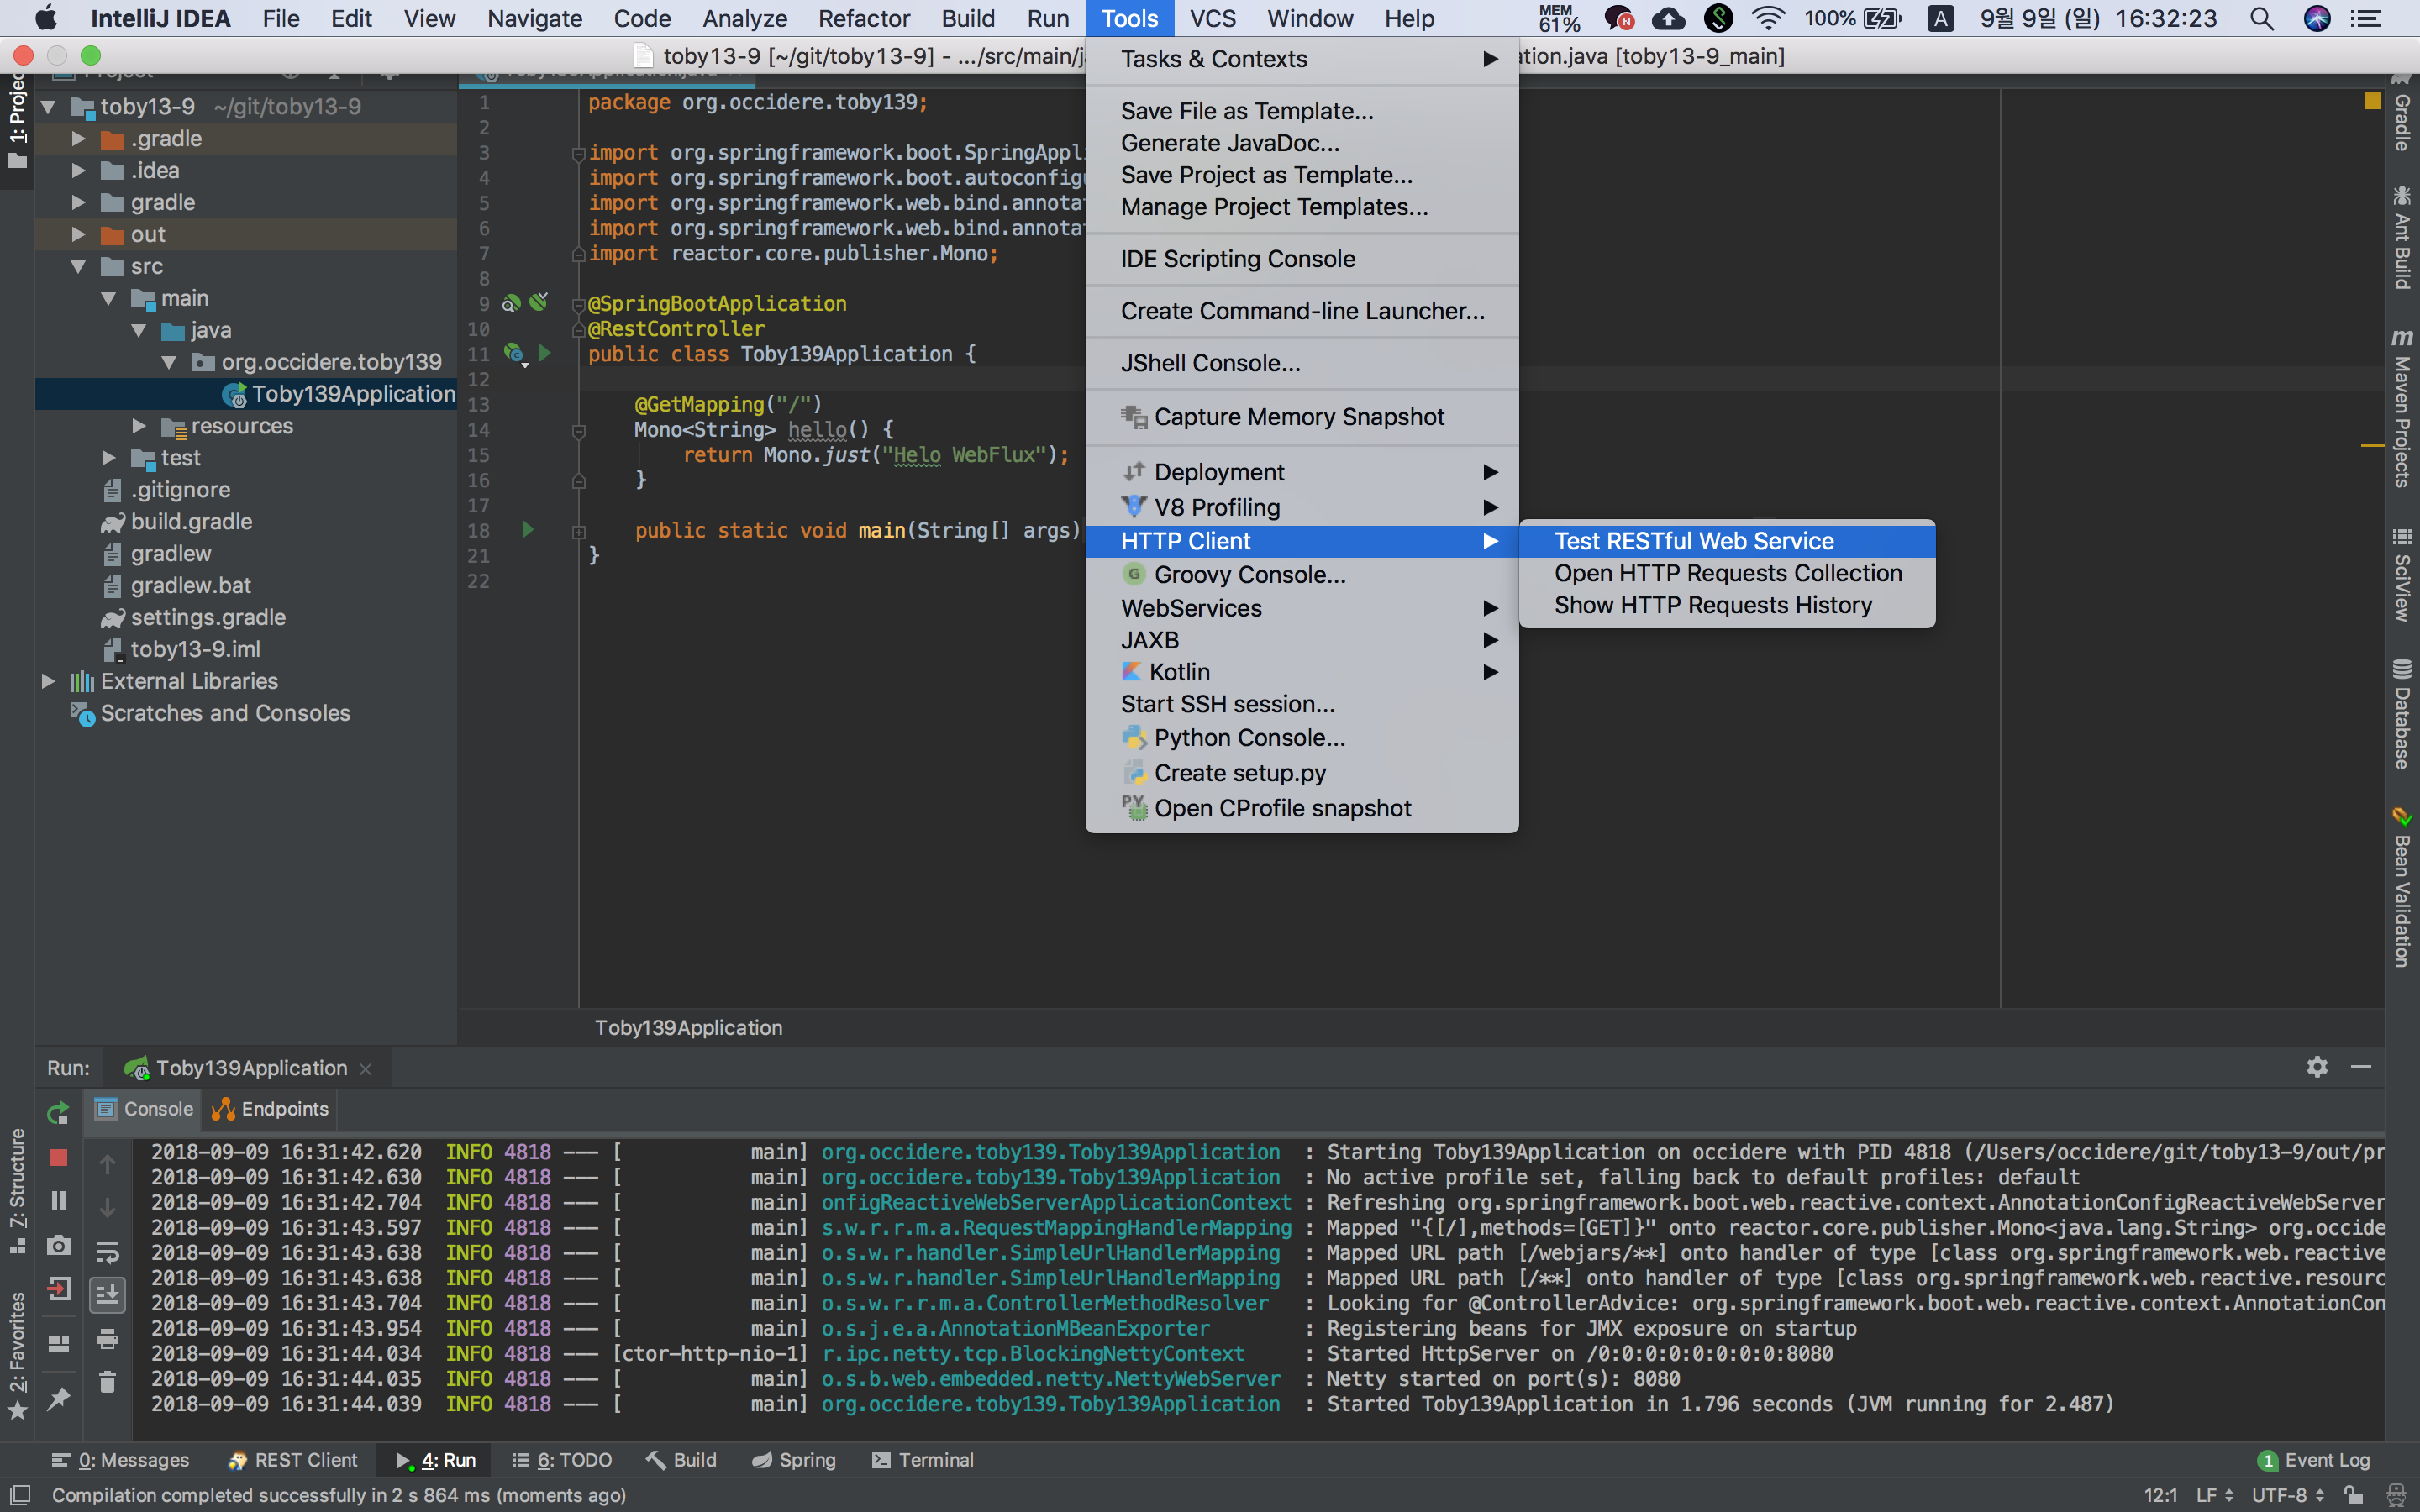 IntelliJ IDEA File Edit View Navigate Code Analyze Refactor Build Run Tools VCS Window Help MEM 61% N 100% A 9월 9일 (일) 16:32:23
toby13-9 [~/git/toby13-9] - .../src/main/j
tion.java [toby13-9_main]
1: Project
Z: Structure
2: Favorites
toby13-9 ~/git/toby13-9
.gradle
.idea
gradle
out
src
main
java
org.occidere.toby139
Toby139Application
resources
test
.gitignore
build.gradle
gradlew
gradlew.bat
settings.gradle
toby13-9.iml
External Libraries
Scratches and Consoles
1 package org.occidere.toby139;
2
3 import org.springframework.boot.SpringAppl
4 import org.springframework.boot.autoconfig
5 import org.springframework.web.bind.annota
6 import org.springframework.web.bind.annota
7 import reactor.core.publisher.Mono;
8
9 @SpringBootApplication
10 @RestController
11 public class Toby139Application {
12
13 @GetMapping("/")
14 Mono<String> hello() {
15 return Mono.just("Helo WebFlux");
16 }
17
18 public static void main(String[] args)
21 }
22
Toby139Application
Tasks & Contexts
Save File as Template...
Generate JavaDoc...
Save Project as Template...
Manage Project Templates...
IDE Scripting Console
Create Command-line Launcher...
JShell Console...
Capture Memory Snapshot
Deployment
V8 Profiling
HTTP Client
Groovy Console...
WebServices
JAXB
Kotlin
Start SSH session...
Python Console...
Create setup.py
Open CProfile snapshot
Test RESTful Web Service
Open HTTP Requests Collection
Show HTTP Requests History
Gradle
Ant Build
Maven Projects
SciView
Database
Bean Validation
Run: Toby139Application
Console Endpoints
2018-09-09 16:31:42.620 INFO 4818 --- [ main] org.occidere.toby139.Toby139Application : Starting Toby139Application on occidere with PID 4818 (/Users/occidere/git/toby13-9/out/pr
2018-09-09 16:31:42.630 INFO 4818 --- [ main] org.occidere.toby139.Toby139Application : No active profile set, falling back to default profiles: default
2018-09-09 16:31:42.704 INFO 4818 --- [ main] onfigReactiveWebServerApplicationContext : Refreshing org.springframework.boot.web.reactive.context.AnnotationConfigReactiveWebServer
2018-09-09 16:31:43.597 INFO 4818 --- [ main] s.w.r.r.m.a.RequestMappingHandlerMapping : Mapped "{[/],methods=[GET]}" onto reactor.core.publisher.Mono<java.lang.String> org.occide
2018-09-09 16:31:43.638 INFO 4818 --- [ main] o.s.w.r.handler.SimpleUrlHandlerMapping : Mapped URL path [/webjars/**] onto handler of type [class org.springframework.web.reactive
2018-09-09 16:31:43.638 INFO 4818 --- [ main] o.s.w.r.handler.SimpleUrlHandlerMapping : Mapped URL path [/**] onto handler of type [class org.springframework.web.reactive.resourc
2018-09-09 16:31:43.704 INFO 4818 --- [ main] o.s.w.r.r.m.a.ControllerMethodResolver : Looking for @ControllerAdvice: org.springframework.boot.web.reactive.context.AnnotationCon
2018-09-09 16:31:43.954 INFO 4818 --- [ main] o.s.j.e.a.AnnotationMBeanExporter : Registering beans for JMX exposure on startup
2018-09-09 16:31:44.034 INFO 4818 --- [ctor-http-nio-1] r.ipc.netty.tcp.BlockingNettyContext : Started HttpServer on /0:0:0:0:0:0:0:0:8080
2018-09-09 16:31:44.035 INFO 4818 --- [ main] o.s.b.web.embedded.netty.NettyWebServer : Netty started on port(s): 8080
2018-09-09 16:31:44.039 INFO 4818 --- [ main] org.occidere.toby139.Toby139Application : Started Toby139Application in 1.796 seconds (JVM running for 2.487)
0: Messages REST Client 4: Run 6: TODO Build Spring Terminal 1 Event Log
Compilation completed successfully in 2 s 864 ms (moments ago) 12:1 LF UTF-8